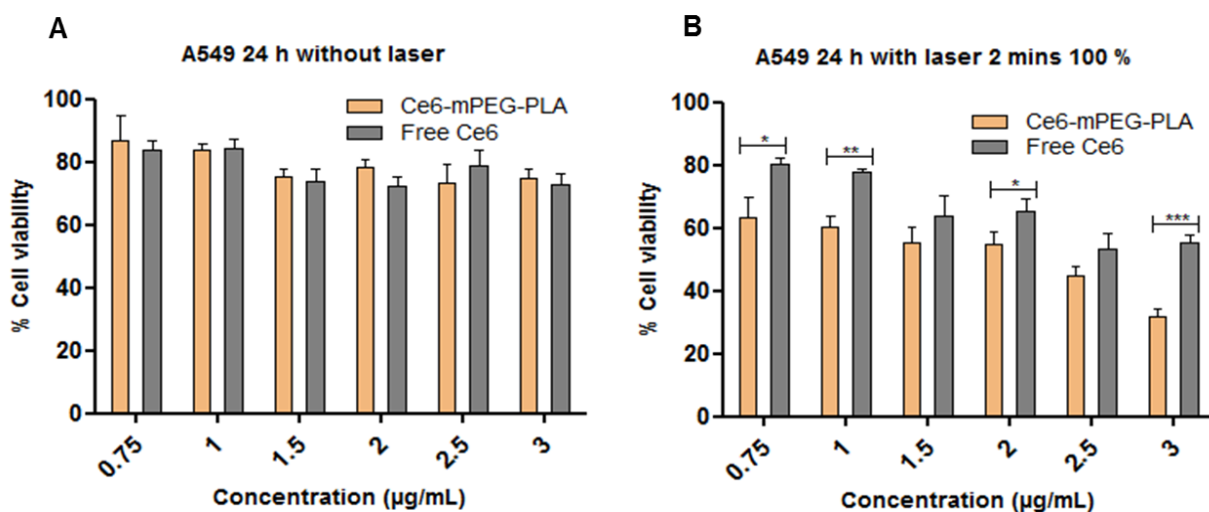 A
A549 24 h without laser
Ce6-mPEG-PLA
Free Ce6
% Cell viability
100
80
60
40
20
0
0.75
1
1.5
2
2.5
3
Concentration (µg/mL)
B
A549 24 h with laser 2 mins 100 %
Ce6-mPEG-PLA
Free Ce6
% Cell viability
100
80
60
40
20
0
*
**
*
***
0.75
1
1.5
2
2.5
3
Concentration (µg/mL)